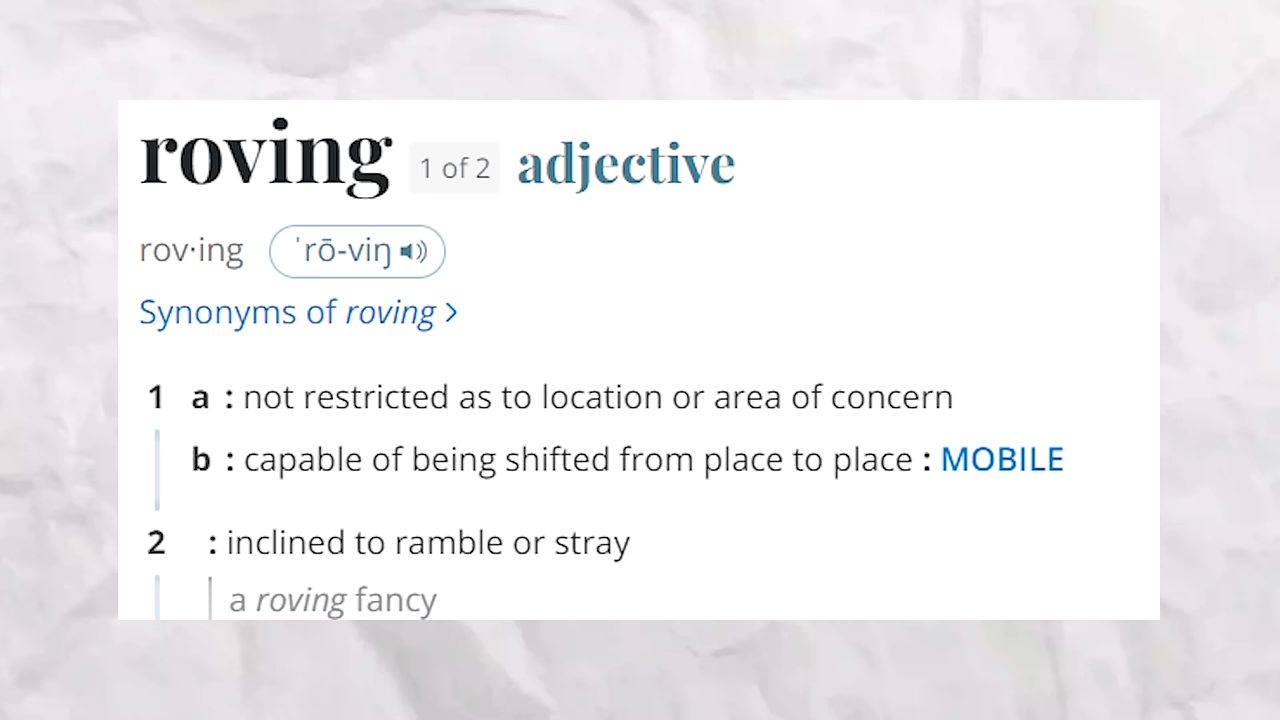 roving 1 of 2 adjective
rov·ing ˈrō-viŋ
Synonyms of roving >
1 a : not restricted as to location or area of concern
b : capable of being shifted from place to place : MOBILE
2 : inclined to ramble or stray
a roving fancy